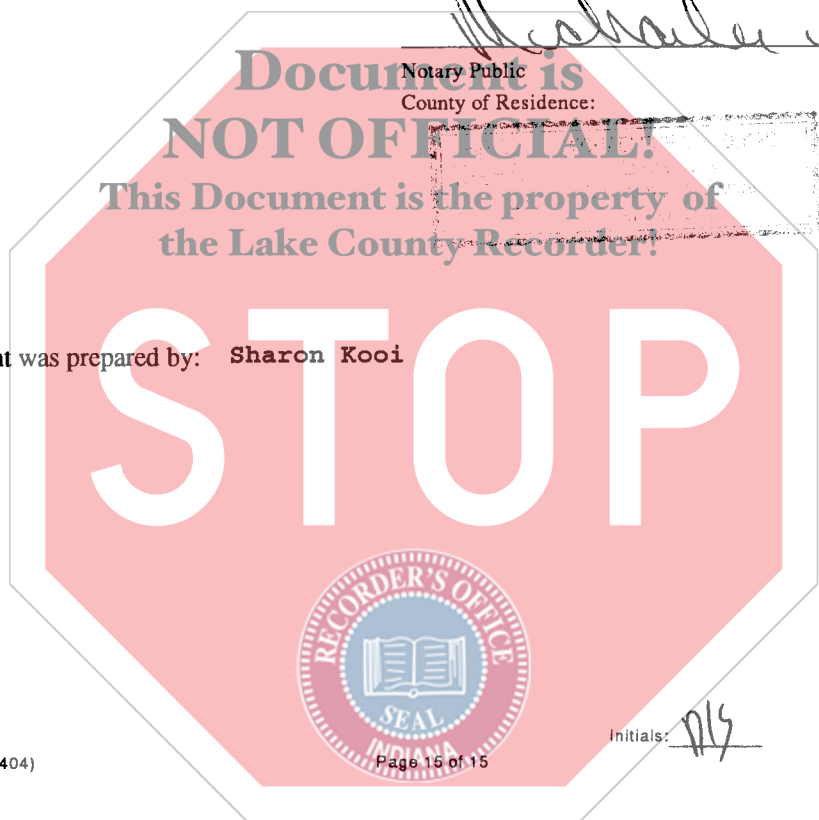 Document is
Notary Public
NOT OFFICIAL!
County of Residence:
This Document is the property of
the Lake County Recorder!
nt was prepared by: Sharon Kooi
STOP
RECORDER'S OFFICE
SEAL
INDIANA
Initials:
404)
Page 15 of 15